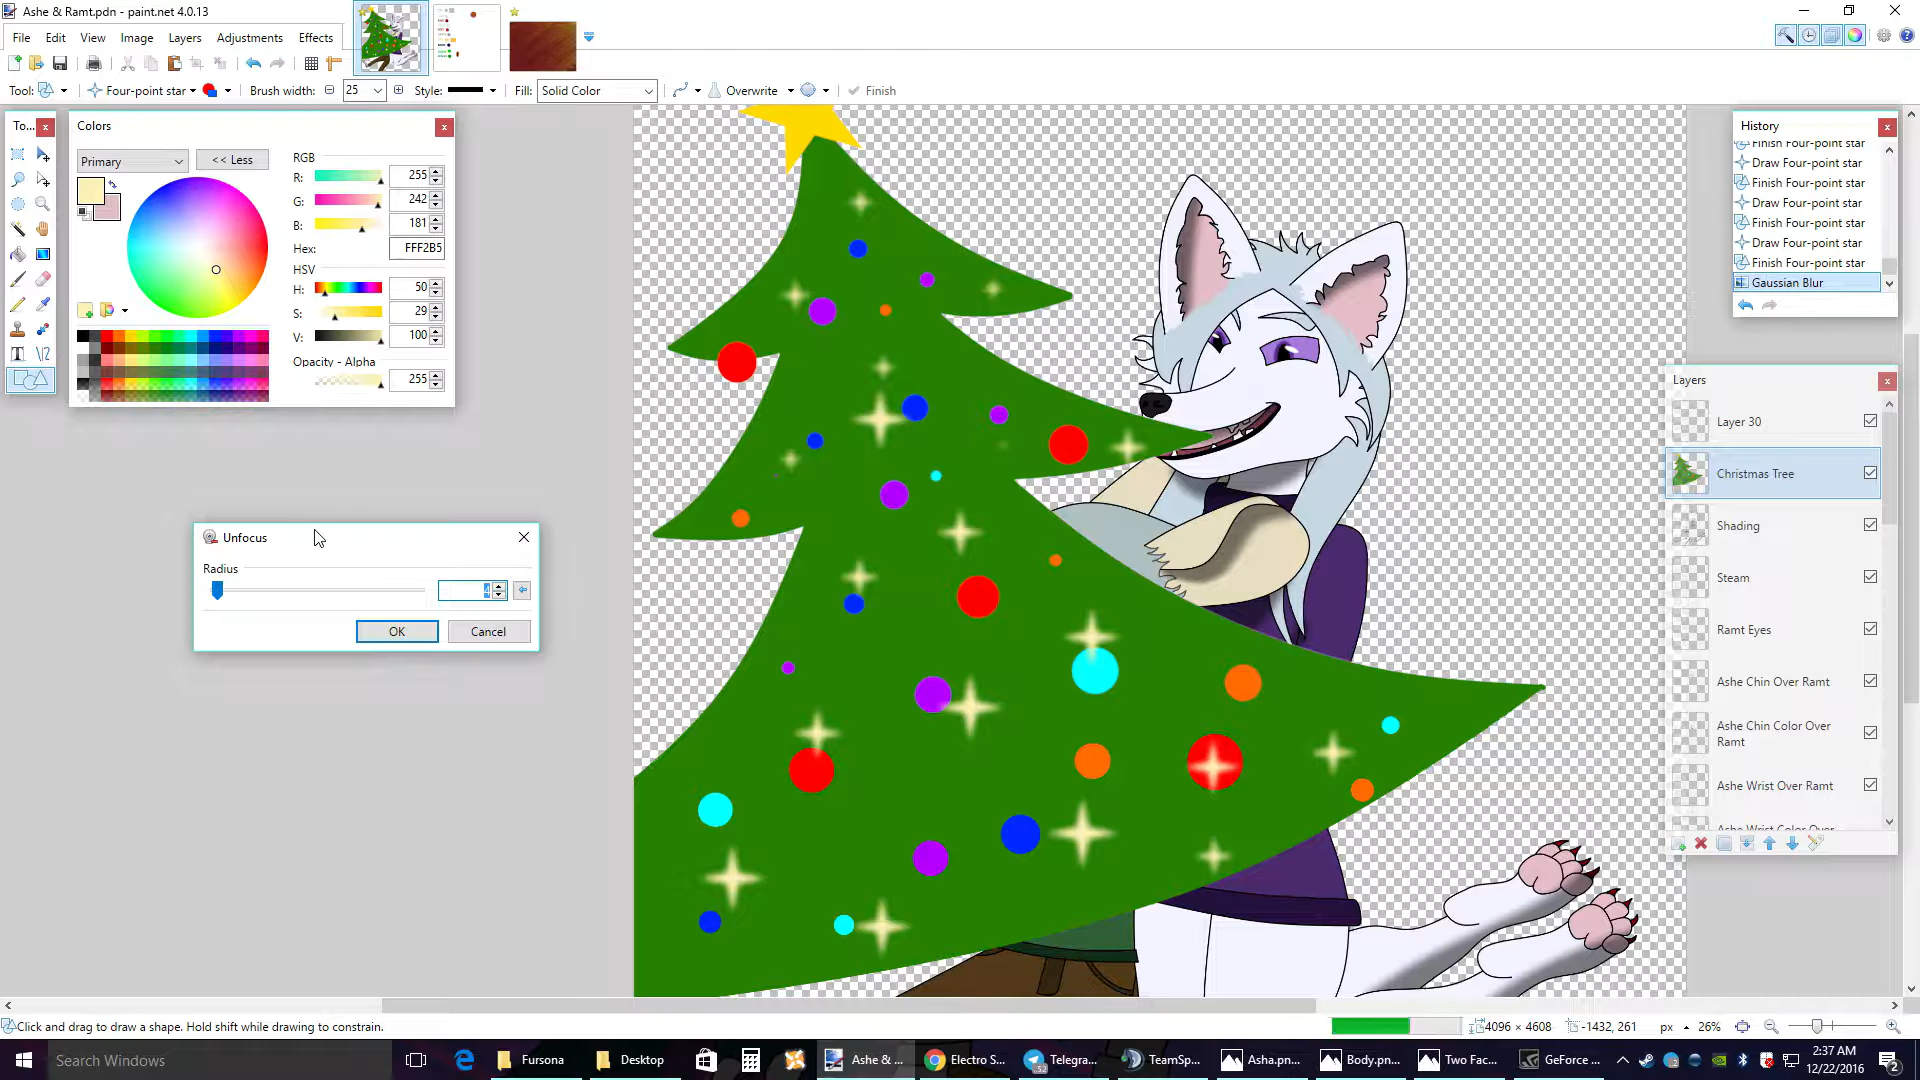 Ashe & Ramt.pdn - paint.net 4.0.13
File Edit View Image Layers Adjustments Effects
Tool: Four-point star Brush width: 25 Style: Fill: Solid Color Overwrite Finish
To...
Colors
Primary
<< Less
RGB
R: 255
G: 242
B: 181
Hex: FFF2B5
HSV
H: 50
S: 29
V: 100
Opacity - Alpha
255
Unfocus
Radius
4
OK Cancel
History
Finish Four-point star
Draw Four-point star
Finish Four-point star
Draw Four-point star
Finish Four-point star
Draw Four-point star
Finish Four-point star
Gaussian Blur
Layers
Layer 30
Christmas Tree
Shading
Steam
Ramt Eyes
Ashe Chin Over Ramt
Ashe Chin Color Over
Ramt
Ashe Wrist Over Ramt
Ashe Wrist Color Over
Click and drag to draw a shape. Hold shift while drawing to constrain.
4096 × 4608 -1432, 261 px 26%
Search Windows
Fursona
Desktop
Ashe & ...
Electro S...
Telegra...
TeamSp...
Asha.pn...
Body.pn...
Two Fac...
GeForce ...
2:37 AM
12/22/2016